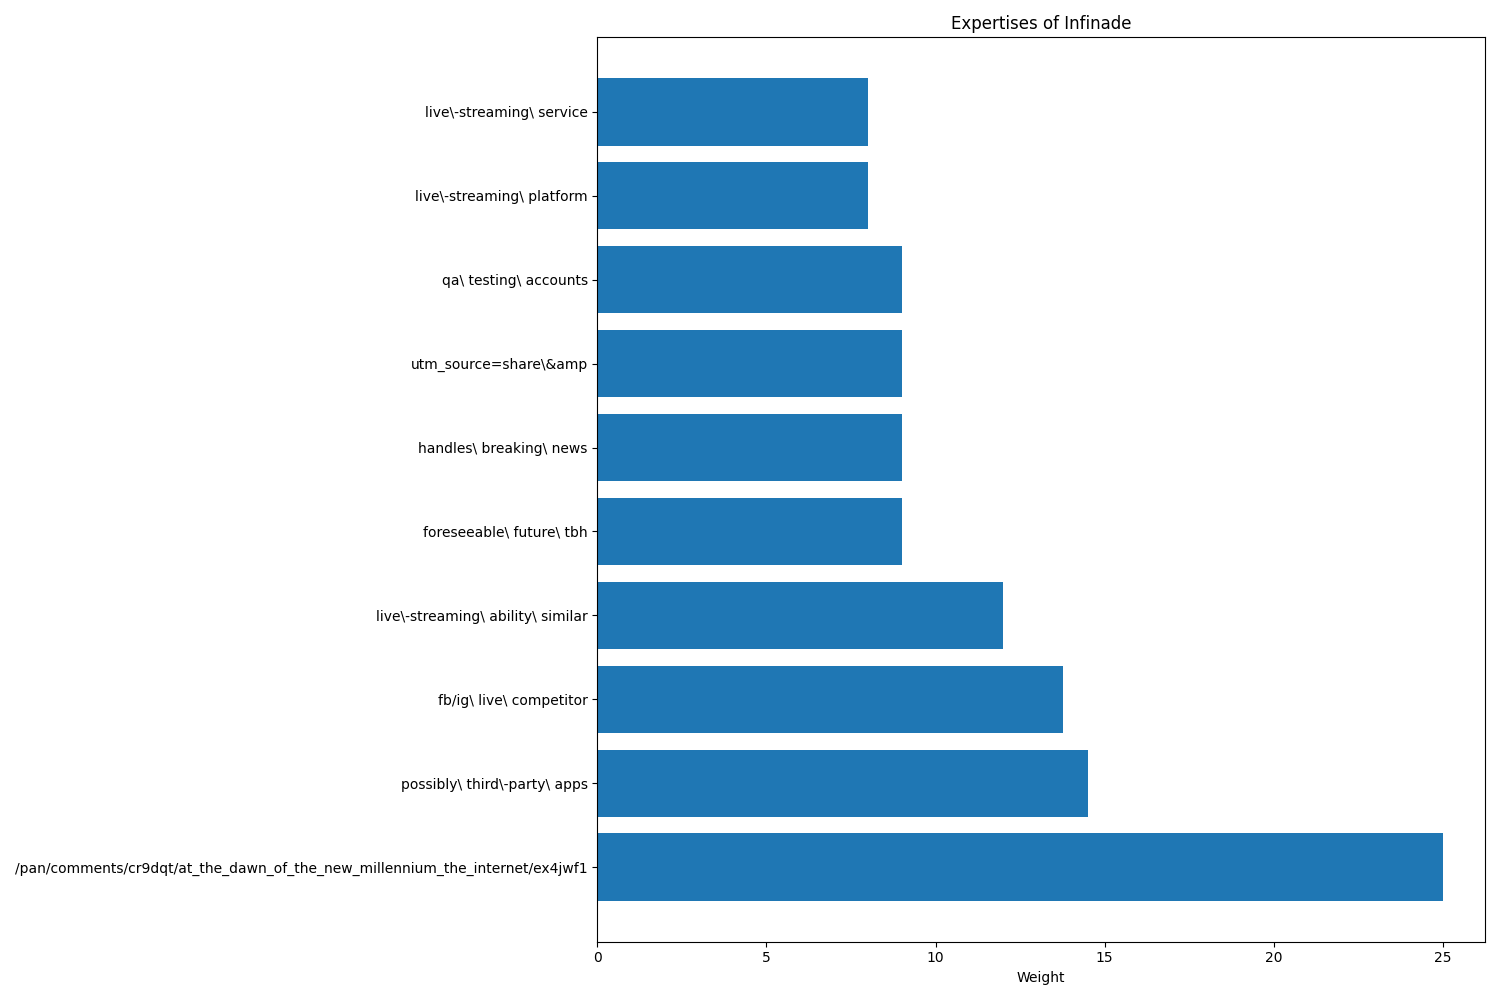 Expertises of Infinade
live\-streaming\ service
live\-streaming\ platform
qa\ testing\ accounts
utm_source=share\&amp
handles\ breaking\ news
foreseeable\ future\ tbh
live\-streaming\ ability\ similar
fb/ig\ live\ competitor
possibly\ third\-party\ apps
/pan/comments/cr9dqt/at_the_dawn_of_the_new_millennium_the_internet/ex4jwf1
0 5 10 15 20 25
Weight